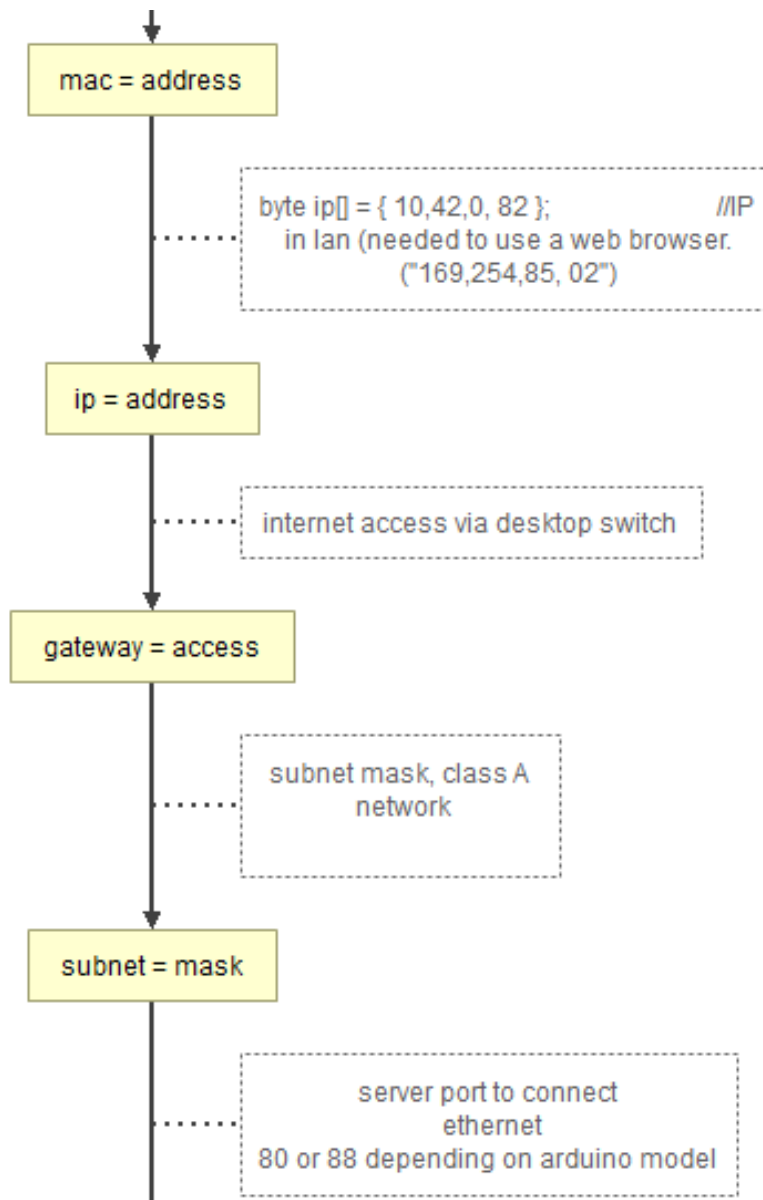 mac = address
byte ip[] = { 10,42,0, 82 }; //IP
in lan (needed to use a web browser.
("169,254,85, 02")
ip = address
internet access via desktop switch
gateway = access
subnet mask, class A
network
subnet = mask
server port to connect
ethernet
80 or 88 depending on arduino model